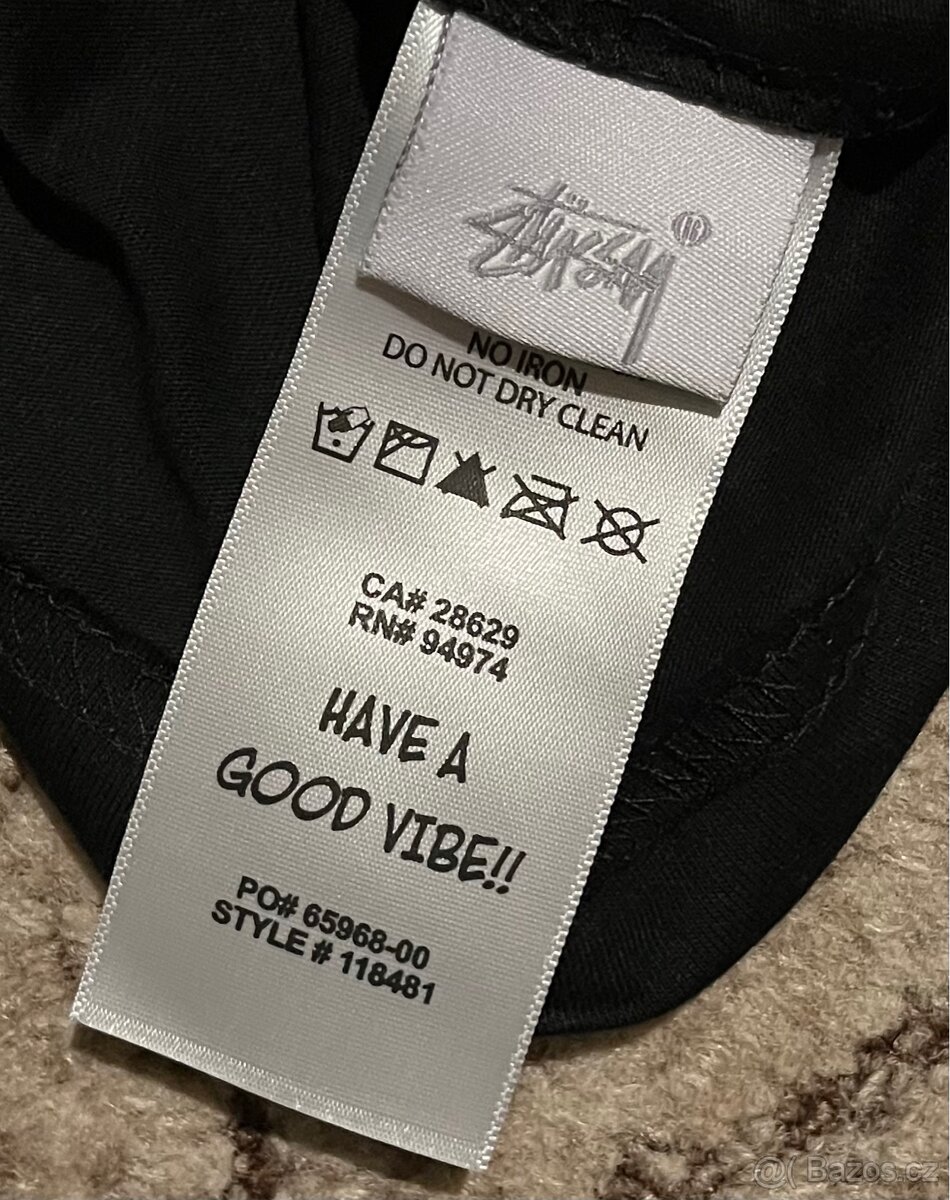 Stüssy
NO IRON
DO NOT DRY CLEAN
CA# 28629
RN# 94974
HAVE A
GOOD VIBE!!
PO# 65968-00
STYLE # 118481
Bazos.cz